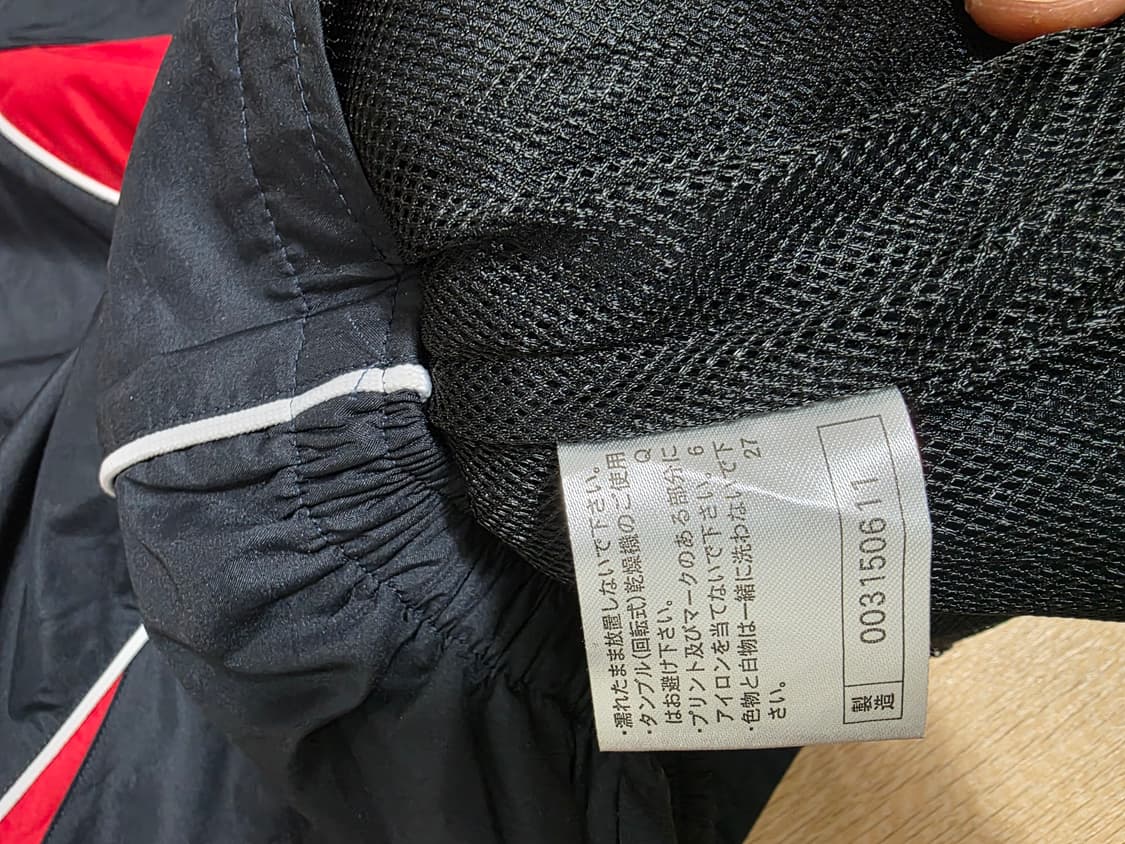 ・濡れたまま放置しないで下さい。
・タンブル(回転式)乾燥機のご使用
はお避け下さい。 Q
・プリント及びマークのある部分に
アイロンを当てないで下さい。 6
・色物と白物は一緒に洗わないで下
さい。 27
製造 003150611